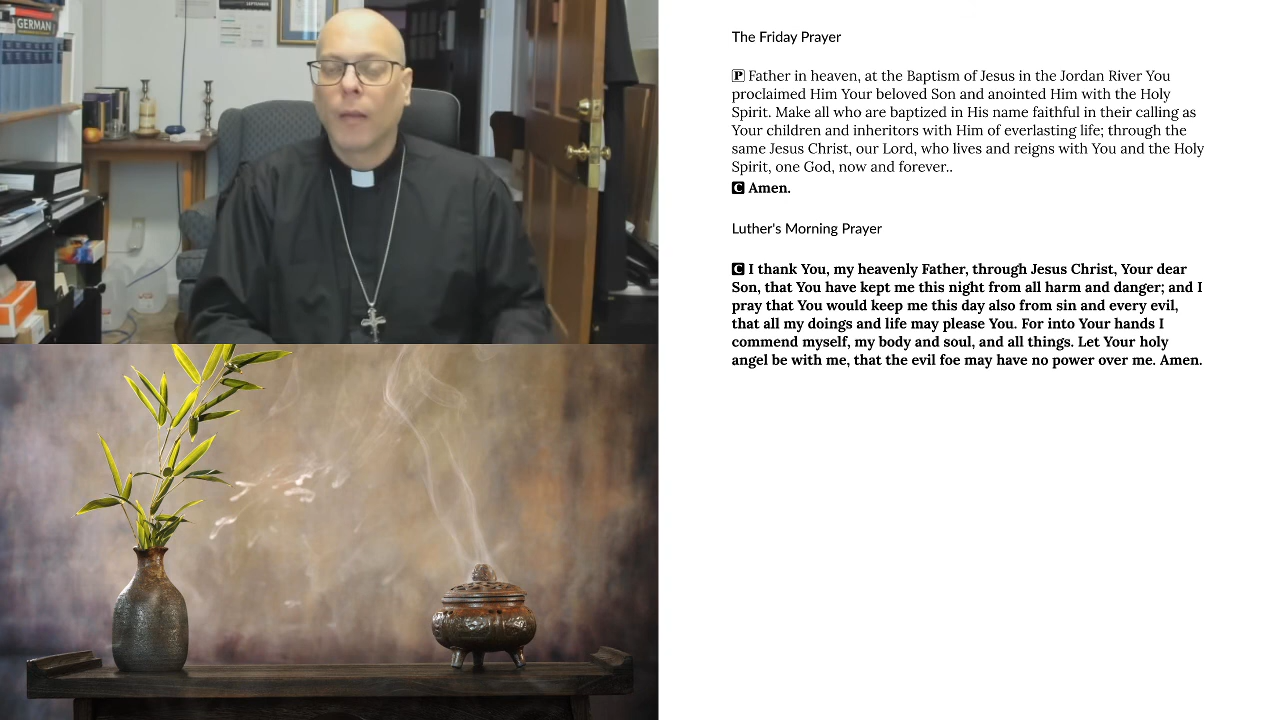 GERMAN
The Friday Prayer
P Father in heaven, at the Baptism of Jesus in the Jordan River You
proclaimed Him Your beloved Son and anointed Him with the Holy
Spirit. Make all who are baptized in His name faithful in their calling as
Your children and inheritors with Him of everlasting life; through the
same Jesus Christ, our Lord, who lives and reigns with You and the Holy
Spirit, one God, now and forever..
C Amen.
Luther's Morning Prayer
C I thank You, my heavenly Father, through Jesus Christ, Your dear
Son, that You have kept me this night from all harm and danger; and I
pray that You would keep me this day also from sin and every evil,
that all my doings and life may please You. For into Your hands I
commend myself, my body and soul, and all things. Let Your holy
angel be with me, that the evil foe may have no power over me. Amen.